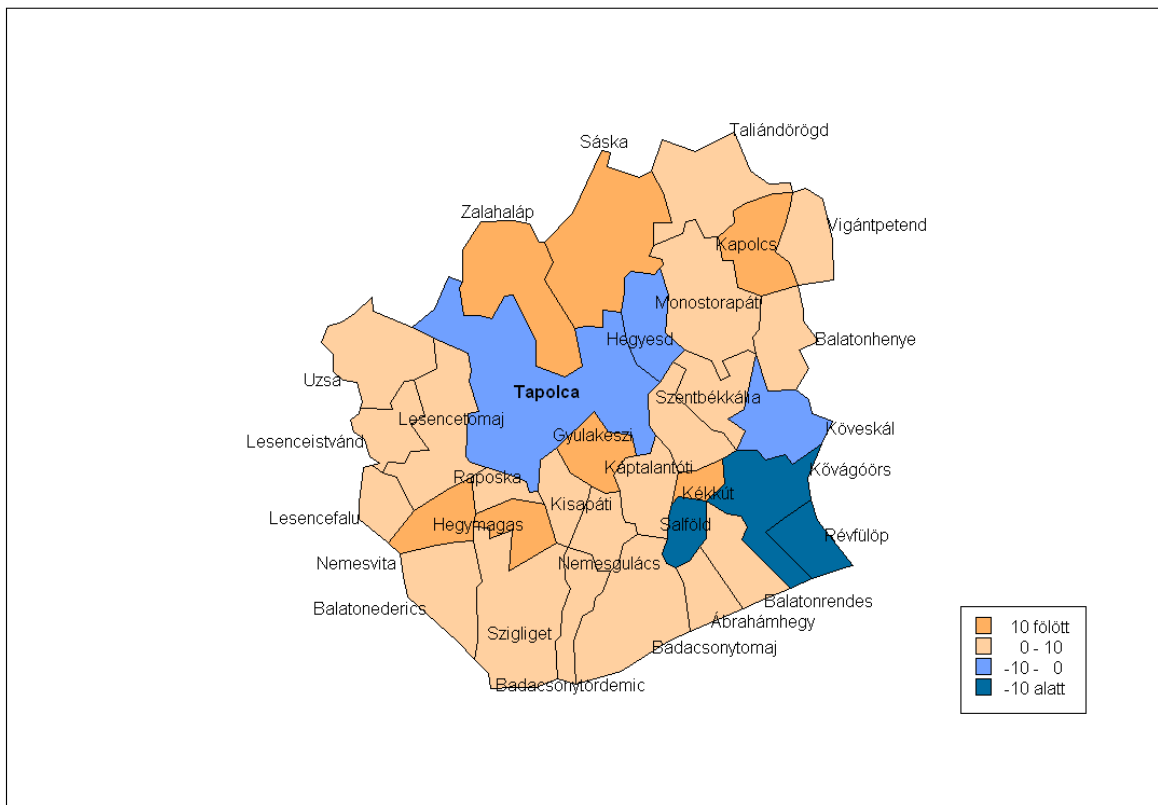 Taliándörögd
Sáska
Zalahaláp
Vigántpetend
Kapolcs
Monostorapáti
Hegyesd
Balatonhenye
Uzsa
Tapolca
Szentbékkálla
Lesencetomaj
Köveskál
Gyulakeszi
Lesenceistvánd
Káptalantóti
Kővágóörs
Raposka
Kékkút
Kisapáti
Lesencefalu
Hegymagas
Salföld
Révfülöp
Nemesvita
Nemesgulács
Balatonrendes
Balatonederics
Ábrahámhegy
Szigliget
Badacsonytomaj
Badacsonytördemic
10 fölött
0 - 10
-10 - 0
-10 alatt